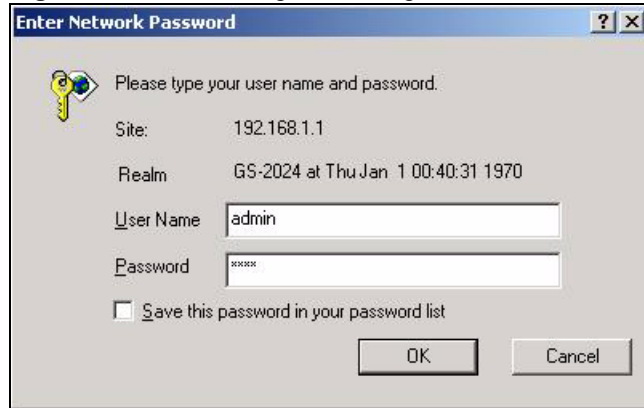 Enter Network Password
? ×
Please type your user name and password.
Site: 192.168.1.1
Realm GS-2024 at Thu Jan 1 00:40:31 1970
User Name admin
Password ****
Save this password in your password list
OK Cancel